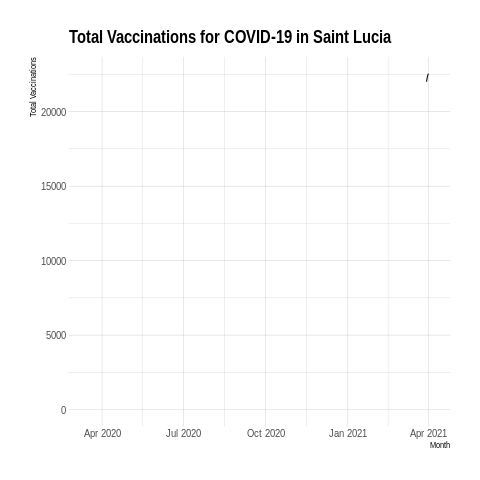 Total Vaccinations for COVID-19 in Saint Lucia
Total Vaccinations
20000
15000
10000
5000
0
Apr 2020 Jul 2020 Oct 2020 Jan 2021 Apr 2021
Month